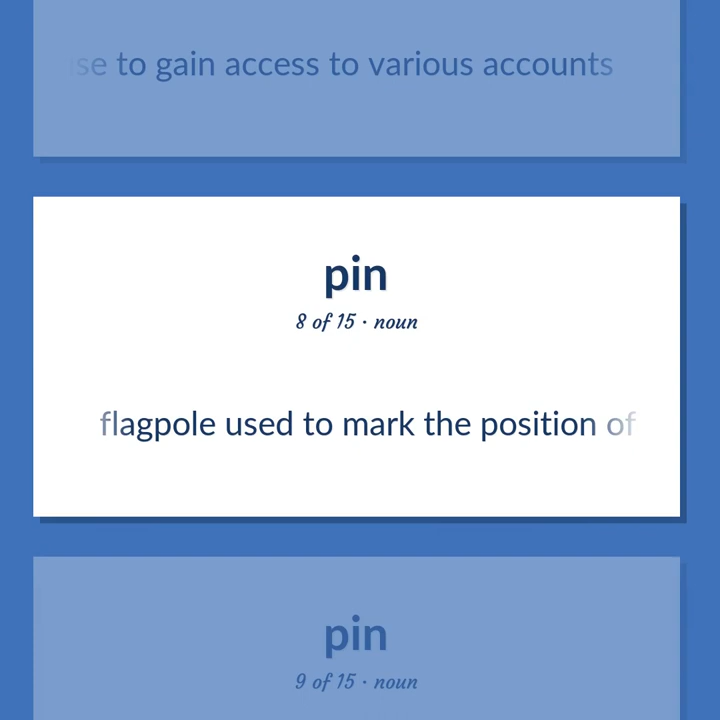 to gain access to various accounts
pin
8 of 15 · noun
flagpole used to mark the position of
pin
9 of 15 · noun